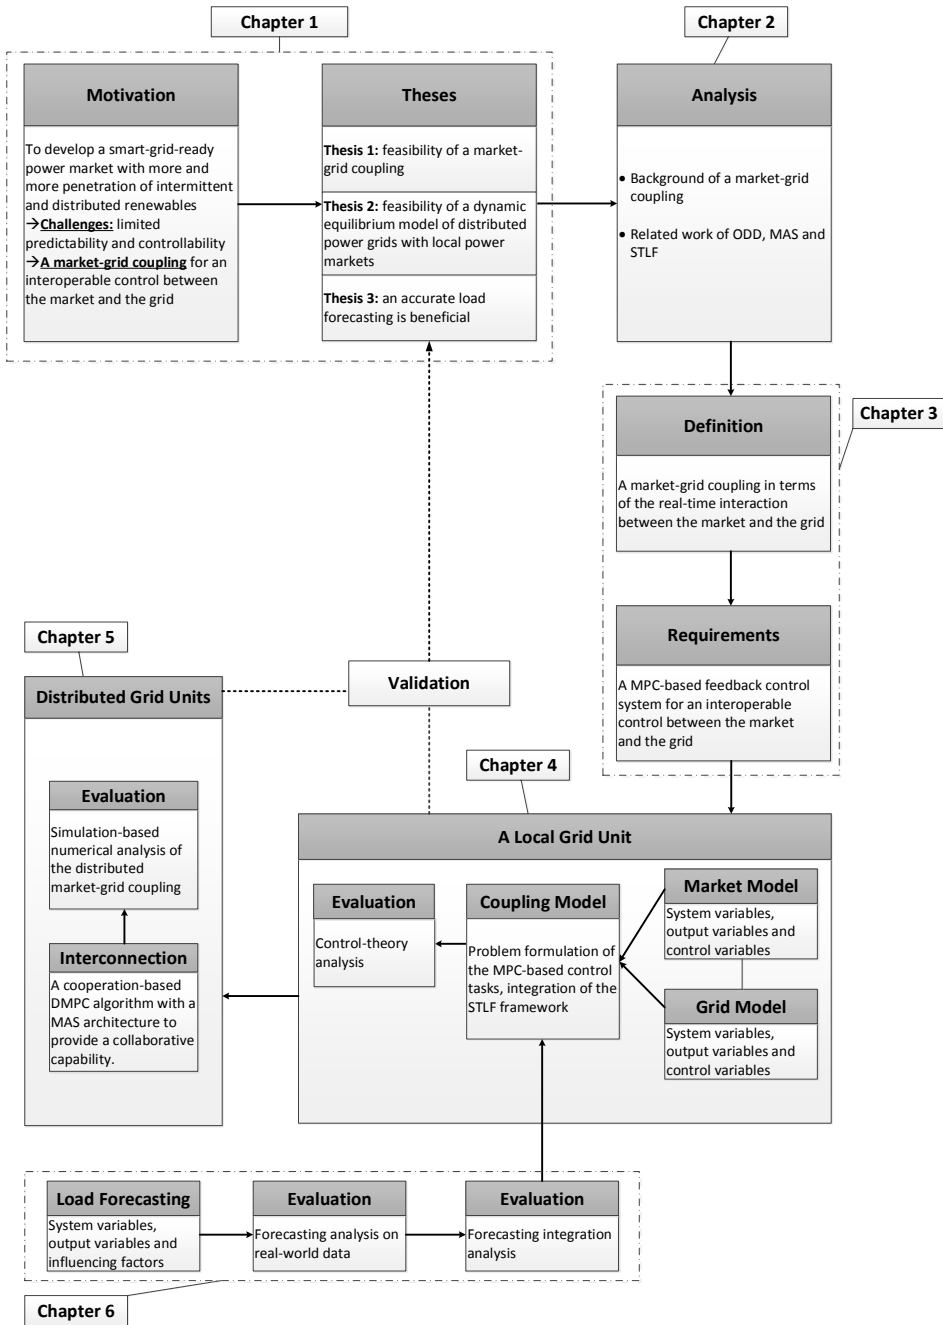 Chapter 1
Chapter 2
Motivation
To develop a smart-grid-ready
power market with more and
more penetration of intermittent
and distributed renewables
→Challenges: limited
predictability and controllability
→A market-grid coupling for an
interoperable control between
the market and the grid
Theses
Thesis 1: feasibility of a market-
grid coupling
Thesis 2: feasibility of a dynamic
equilibrium model of distributed
power grids with local power
markets
Thesis 3: an accurate load
forecasting is beneficial
Analysis
• Background of a market-grid
coupling
• Related work of ODD, MAS and
STLF
Chapter 3
Definition
A market-grid coupling in terms
of the real-time interaction
between the market and the grid
Requirements
A MPC-based feedback control
system for an interoperable
control between the market
and the grid
Chapter 5
Validation
Distributed Grid Units
Evaluation
Simulation-based
numerical analysis of
the distributed
market-grid coupling
Interconnection
A cooperation-based
DMPC algorithm with a
MAS architecture to
provide a collaborative
capability.
Chapter 4
A Local Grid Unit
Evaluation
Control-theory
analysis
Coupling Model
Problem formulation of
the MPC-based control
tasks, integration of the
STLF framework
Market Model
System variables,
output variables and
control variables
Grid Model
System variables,
output variables and
control variables
Load Forecasting
System variables,
output variables and
influencing factors
Evaluation
Forecasting analysis on
real-world data
Evaluation
Forecasting integration
analysis
Chapter 6